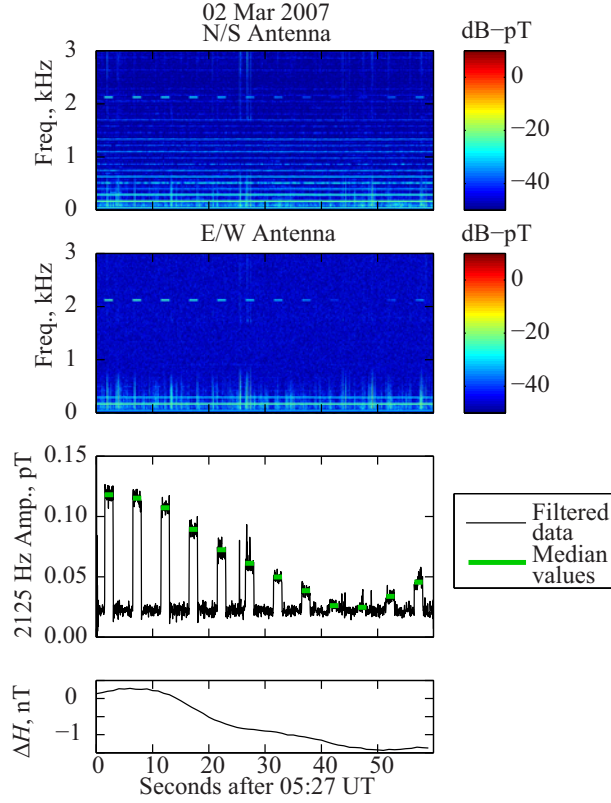 02 Mar 2007
N/S Antenna
dB−pT
Freq., kHz
3
2
1
0
0
−20
−40
E/W Antenna
dB−pT
Freq., kHz
3
2
1
0
0
−20
−40
2125 Hz Amp., pT
0.15
0.10
0.05
0.00
Filtered
data
Median
values
ΔH, nT
0
−1
0 10 20 30 40 50
Seconds after 05:27 UT